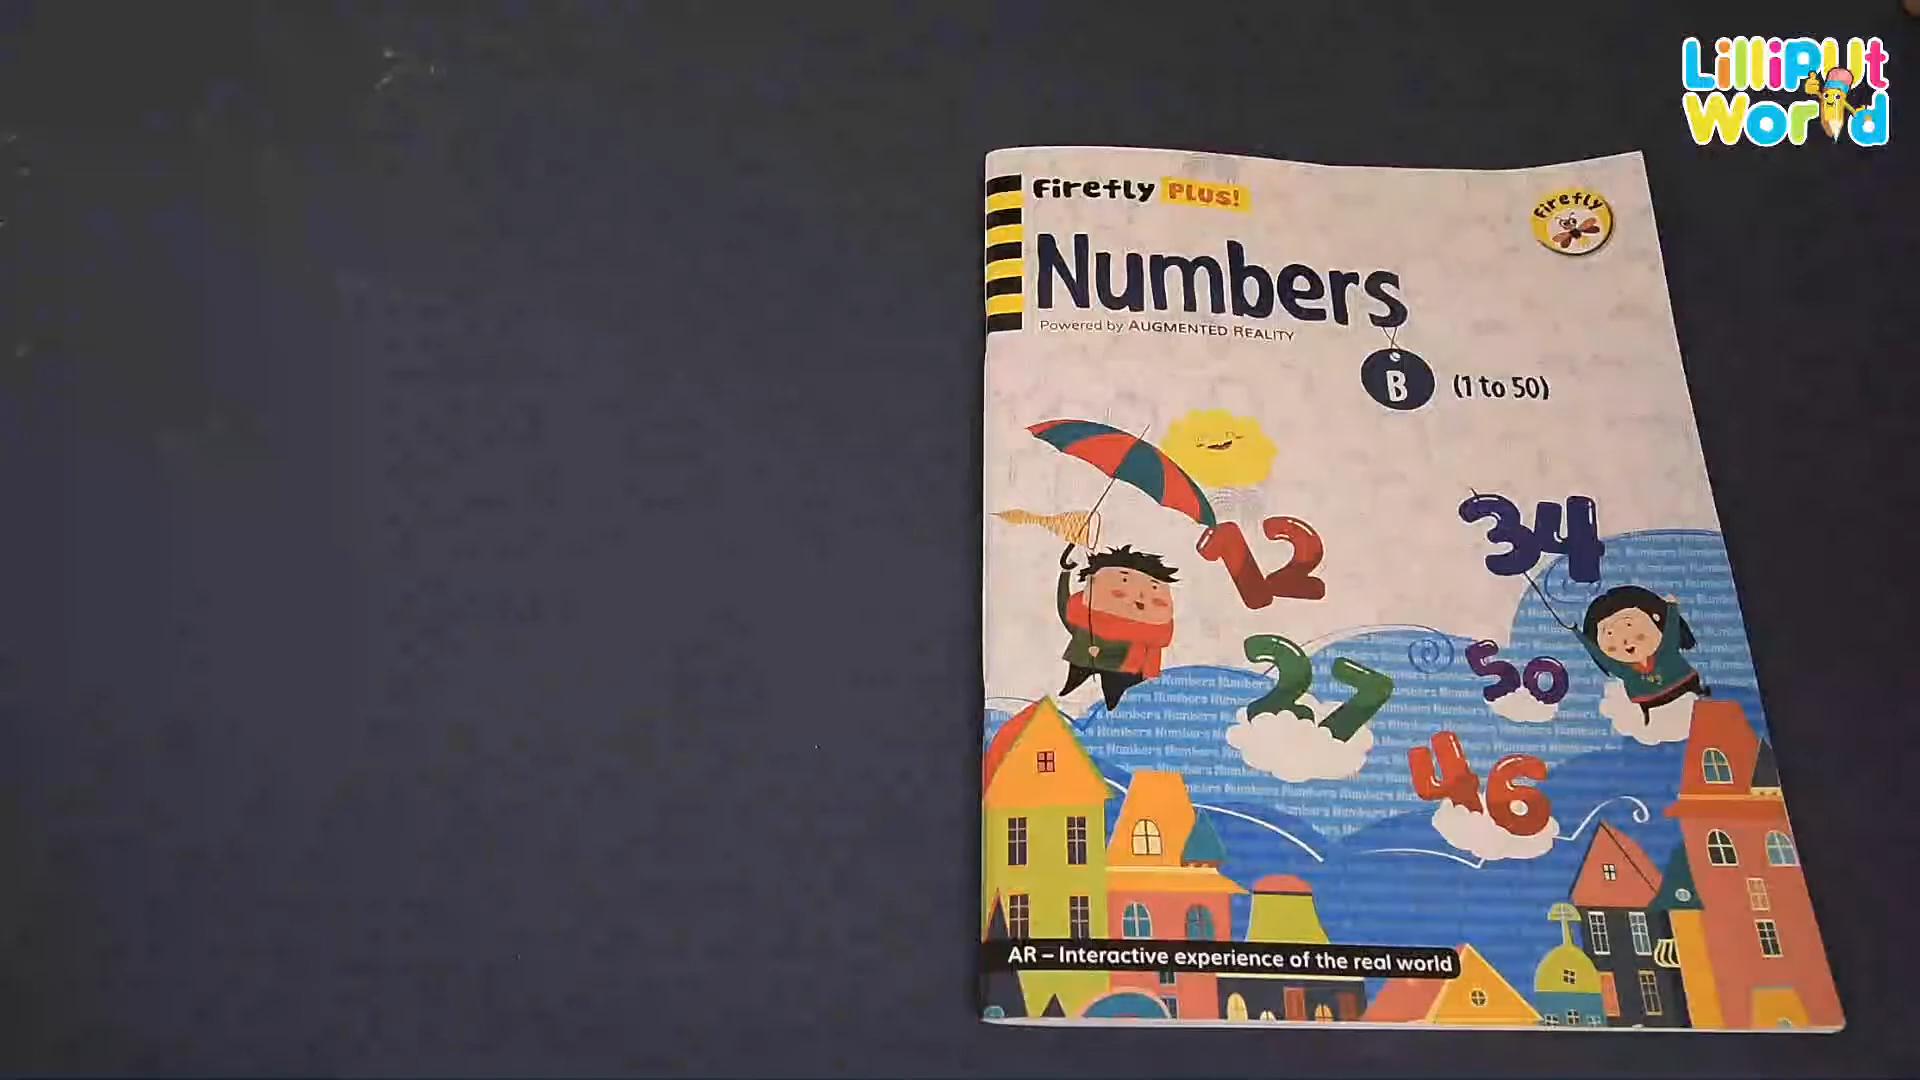 Lilliput
World
Firefly PLUS!
Firefly
Numbers
Powered by AUGMENTED REALITY
B (1 to 50)
12
34
27
50
46
AR – Interactive experience of the real world